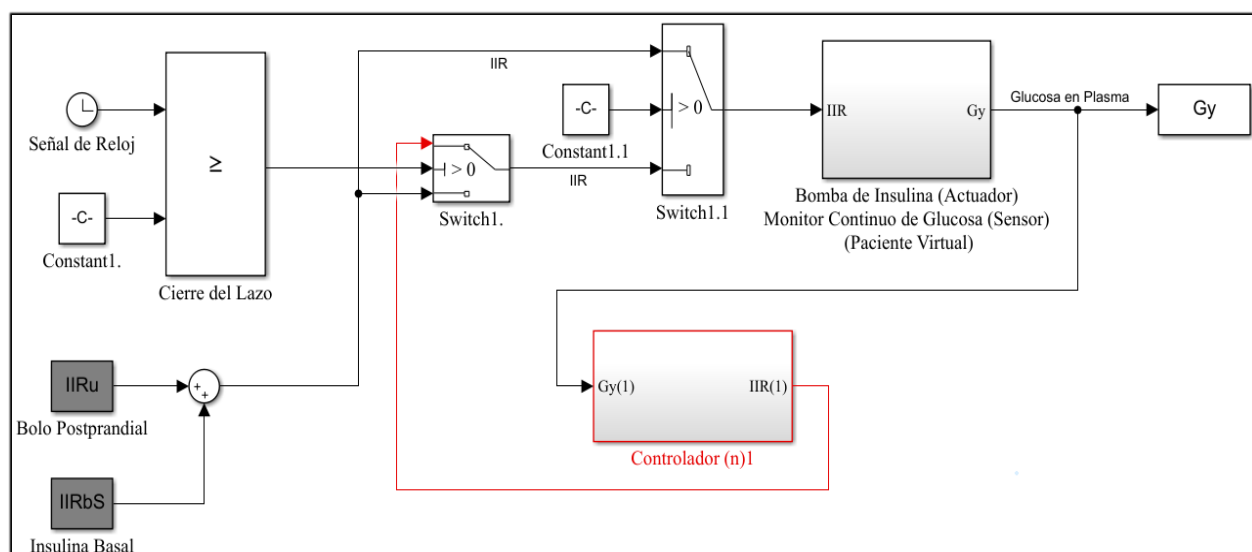 Señal de Reloj
-C-
Constant1.
≥
Cierre del Lazo
IIRu
Bolo Postprandial
IIRbS
Insulina Basal
+
+
> 0
Switch1.
IIR
IIR
-C-
Constant1.1
> 0
Switch1.1
IIR
Gy
Bomba de Insulina (Actuador)
Monitor Continuo de Glucosa (Sensor)
(Paciente Virtual)
Glucosa en Plasma
Gy
Gy(1)
IIR(1)
Controlador (n)1